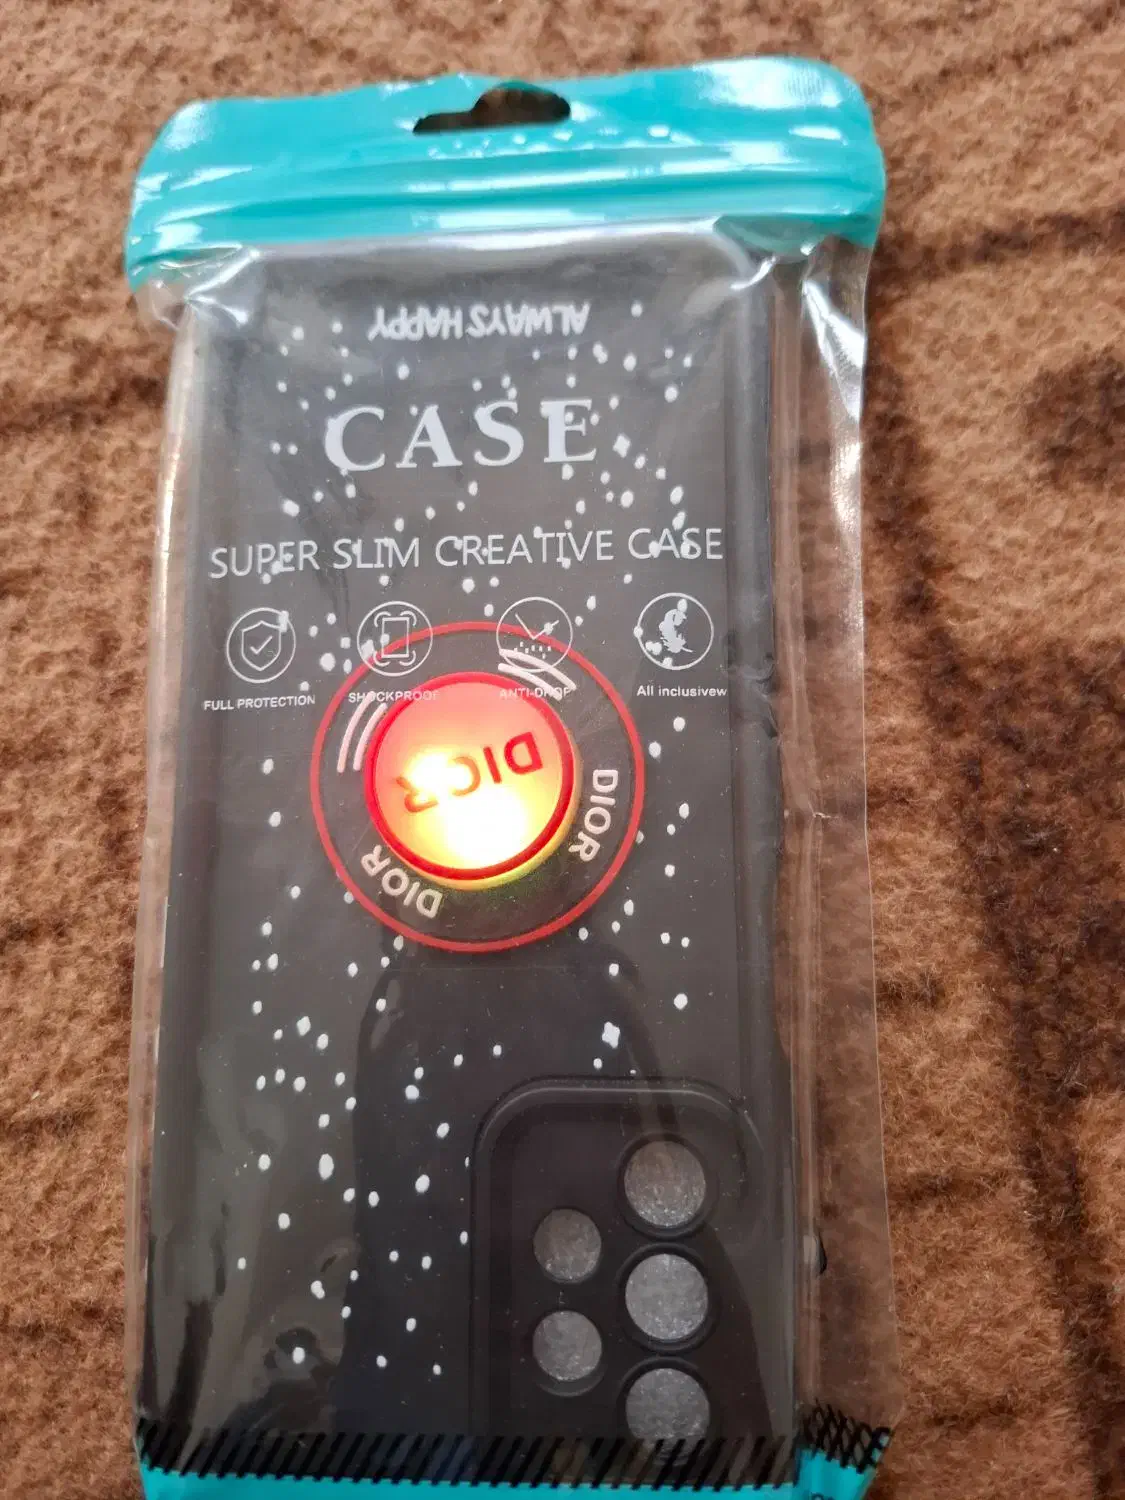 ALWAYS HAPPY
CASE
SUPER SLIM CREATIVE CASE
FULL PROTECTION
SHOCKPROOF
ANTI-DROP
All inclusivew
DIOR
DIOR
DIOR